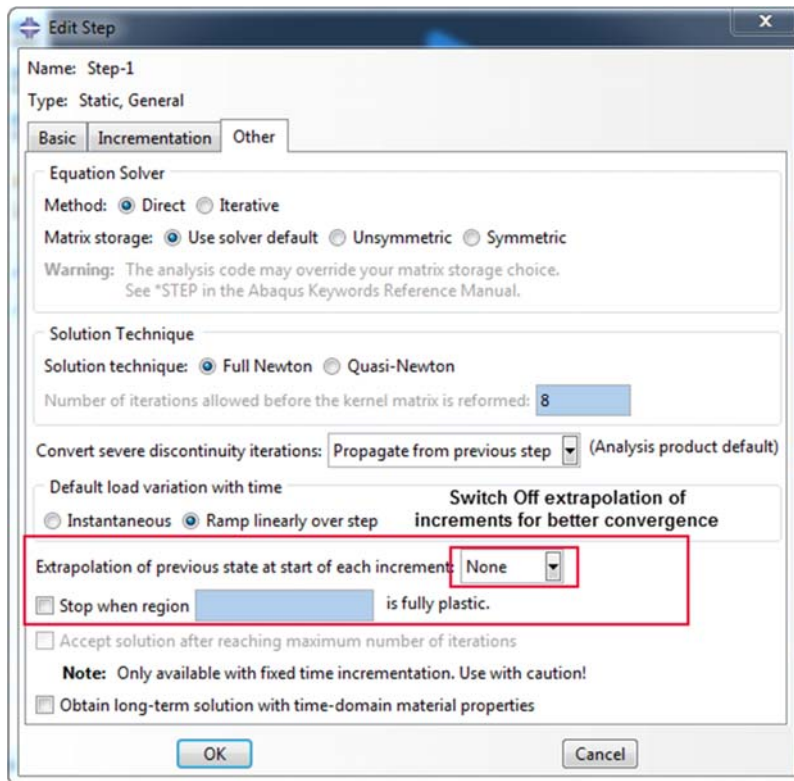 Edit Step
X
Name: Step-1
Type: Static, General
Basic Incrementation Other
Equation Solver
Method: Direct Iterative
Matrix storage: Use solver default Unsymmetric Symmetric
Warning: The analysis code may override your matrix storage choice.
See *STEP in the Abaqus Keywords Reference Manual.
Solution Technique
Solution technique: Full Newton Quasi-Newton
Number of iterations allowed before the kernel matrix is reformed: 8
Convert severe discontinuity iterations: Propagate from previous step (Analysis product default)
Default load variation with time
Instantaneous Ramp linearly over step
Switch Off extrapolation of
increments for better convergence
Extrapolation of previous state at start of each increment: None
Stop when region is fully plastic.
Accept solution after reaching maximum number of iterations
Note: Only available with fixed time incrementation. Use with caution!
Obtain long-term solution with time-domain material properties
OK Cancel